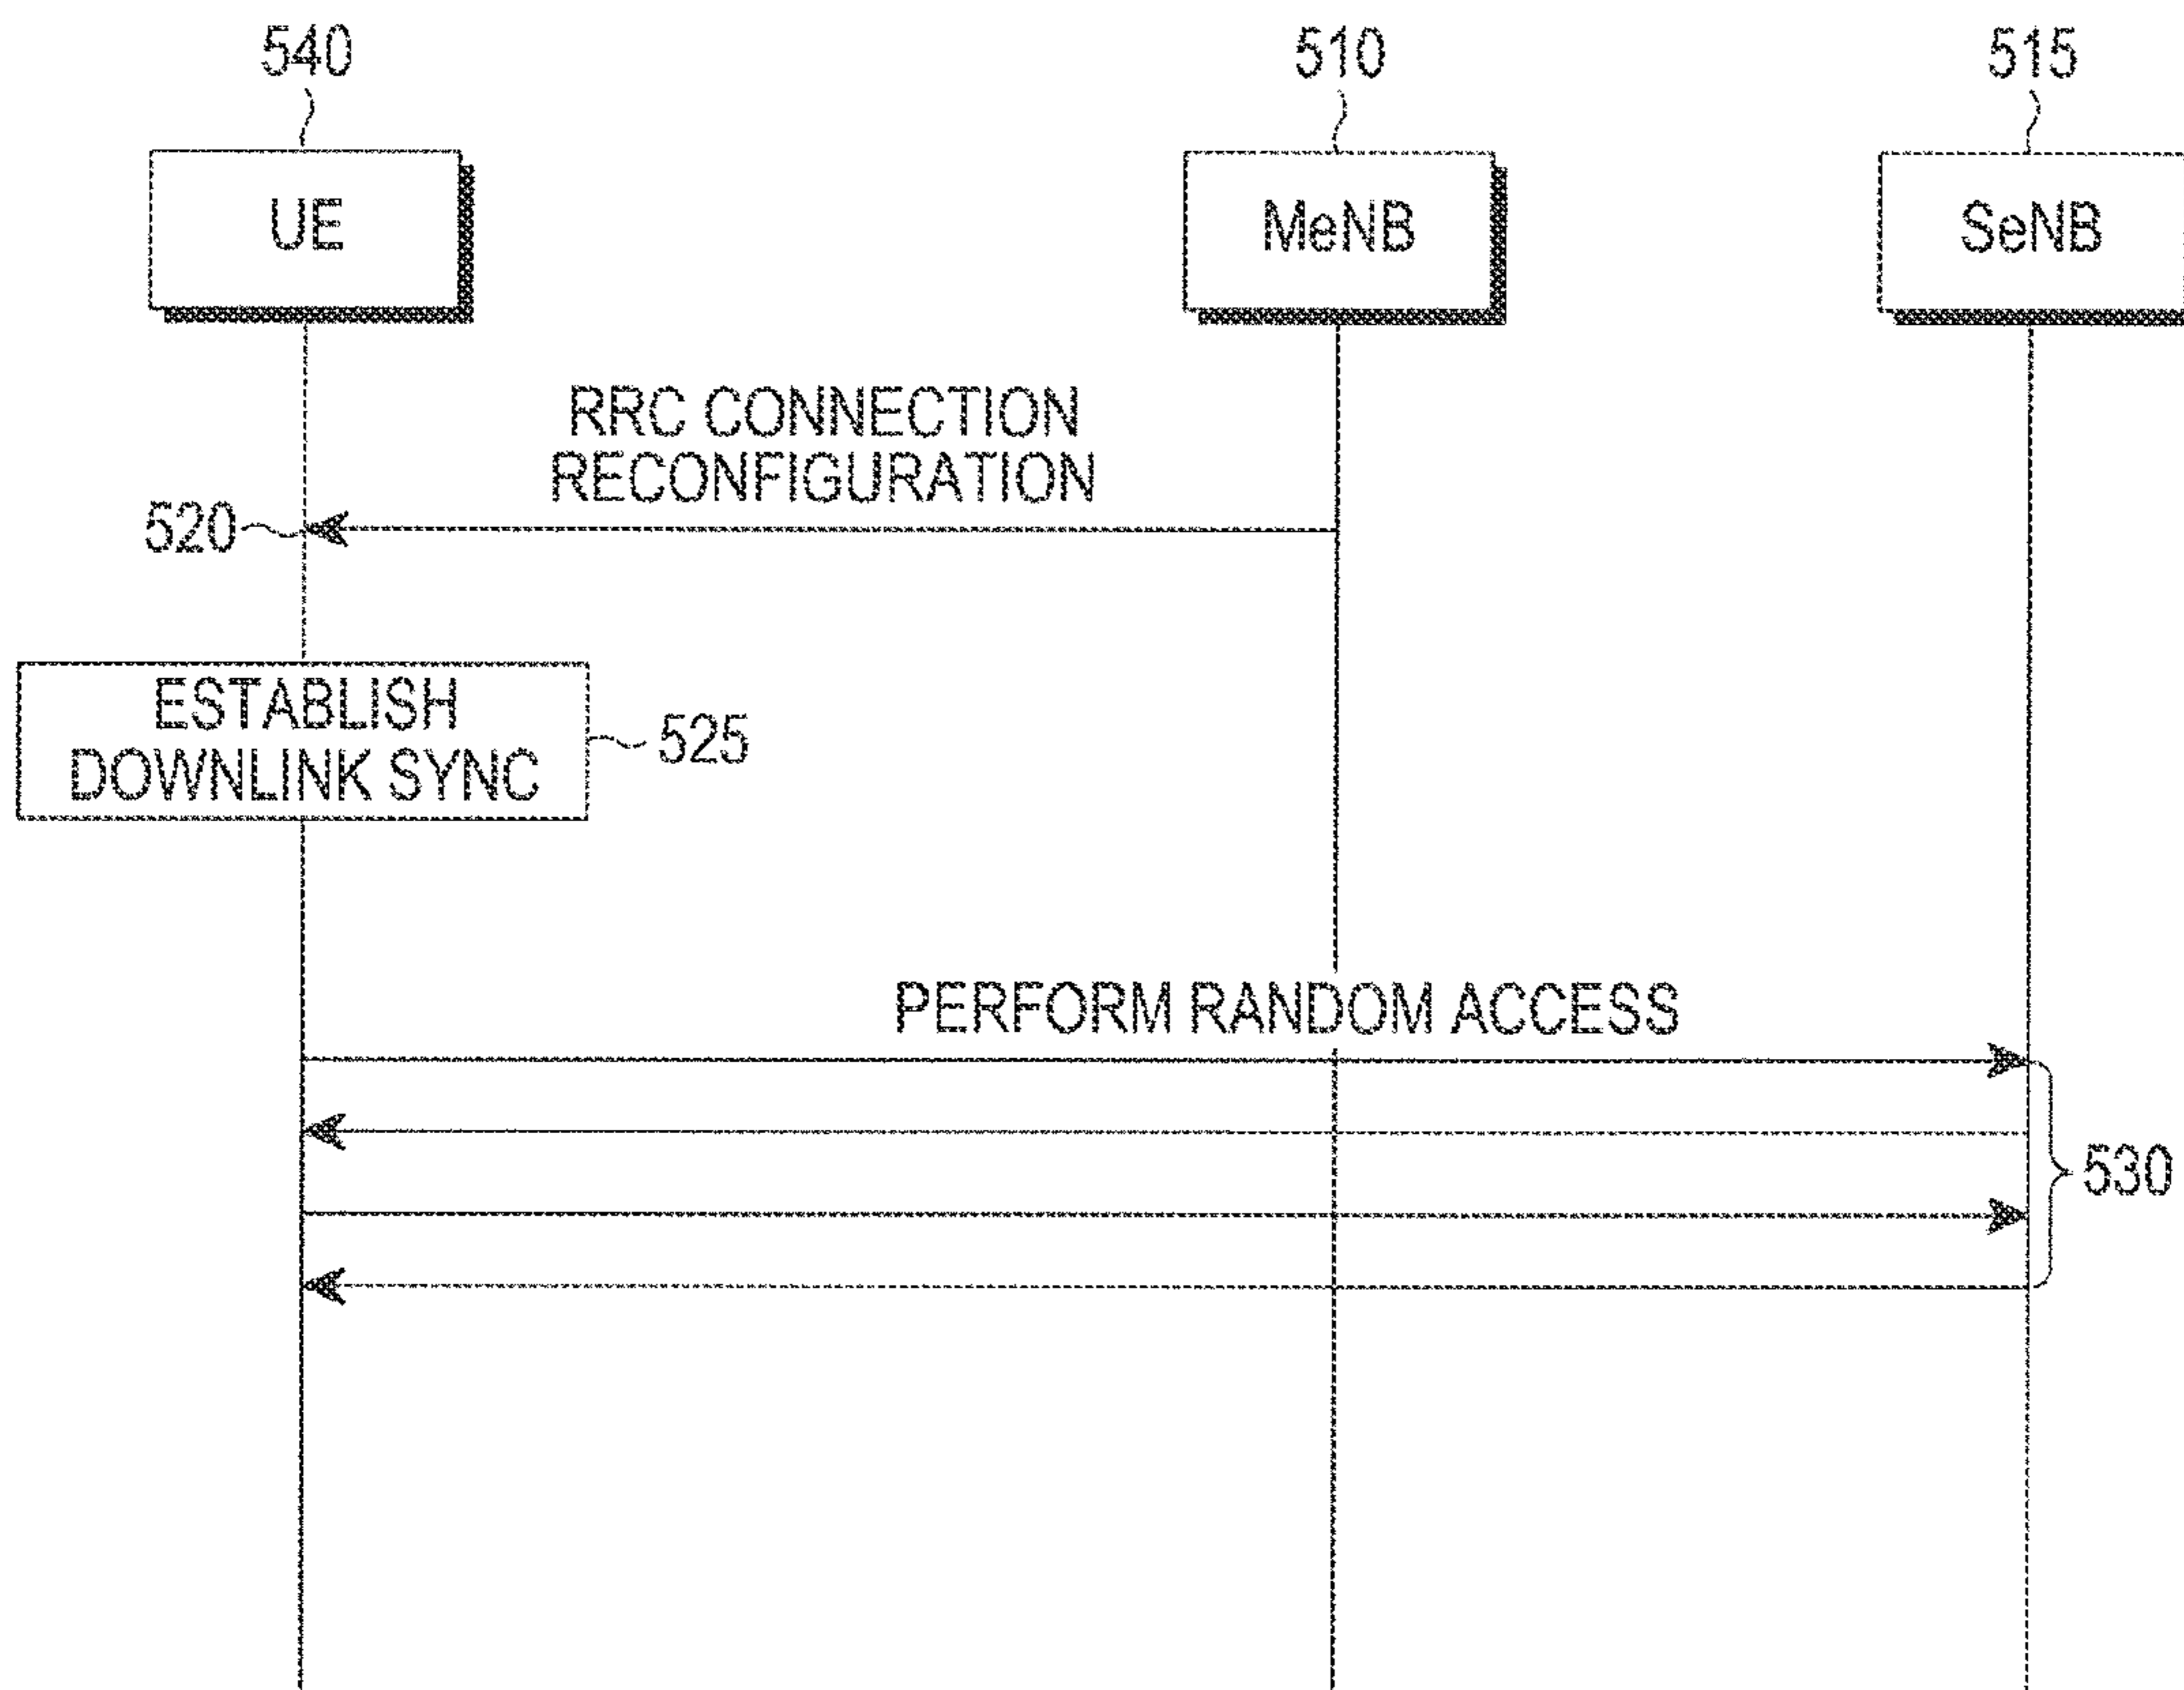 540
510
515
UE
MeNB
SeNB
RRC CONNECTION
RECONFIGURATION
520
ESTABLISH
DOWNLINK SYNC
525
PERFORM RANDOM ACCESS
530